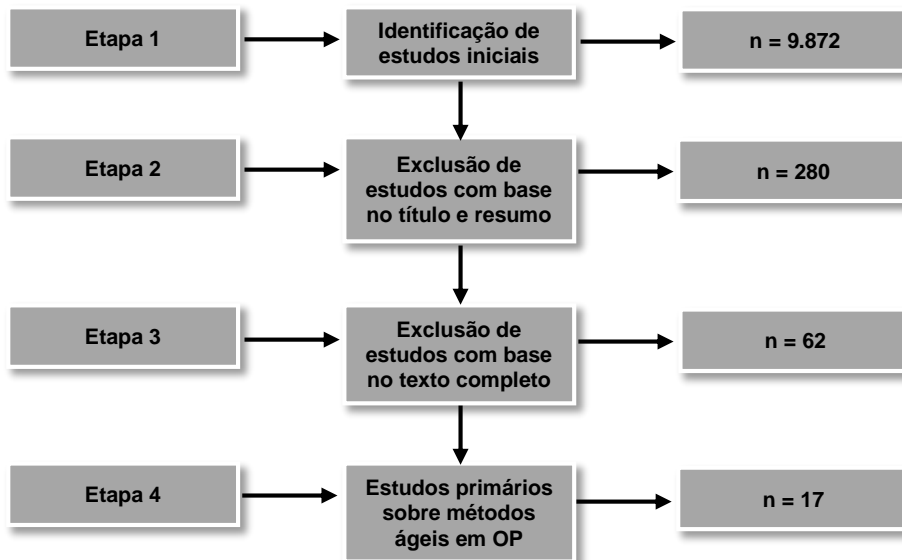 Etapa 1
Identificação de
estudos iniciais
n = 9.872
Etapa 2
Exclusão de
estudos com base
no título e resumo
n = 280
Etapa 3
Exclusão de
estudos com base
no texto completo
n = 62
Etapa 4
Estudos primários
sobre métodos
ágeis em OP
n = 17